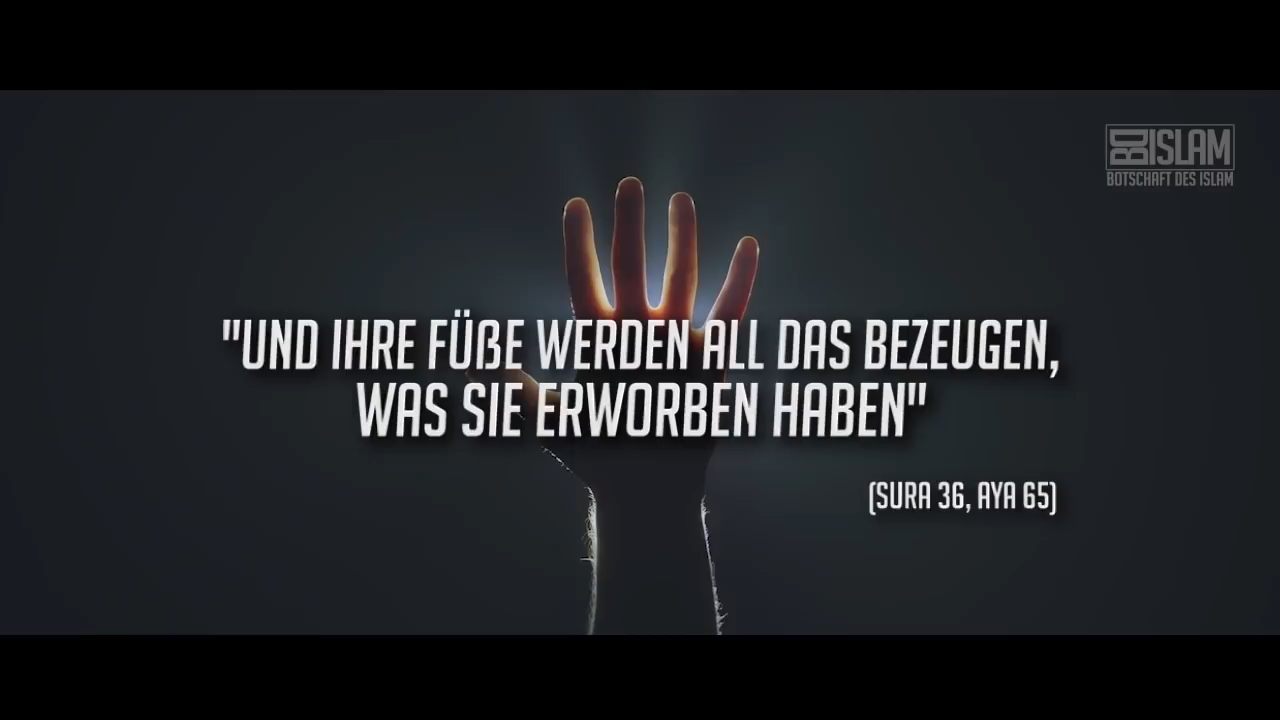 BDISLAM
BOTSCHAFT DES ISLAM
"UND IHRE FÜßE WERDEN ALL DAS BEZEUGEN,
WAS SIE ERWORBEN HABEN"
(SURA 36, AYA 65)